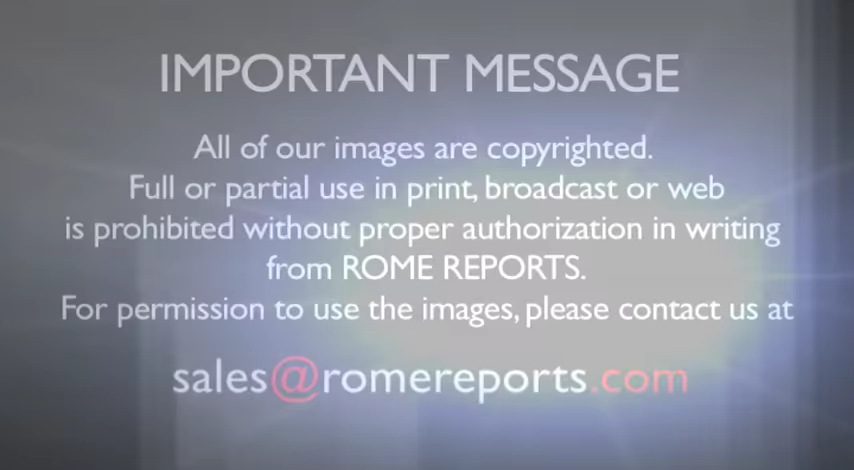 IMPORTANT MESSAGE
All of our images are copyrighted.
Full or partial use in print, broadcast or web
is prohibited without proper authorization in writing
from ROME REPORTS.
For permission to use the images, please contact us at
sales@romereports.com